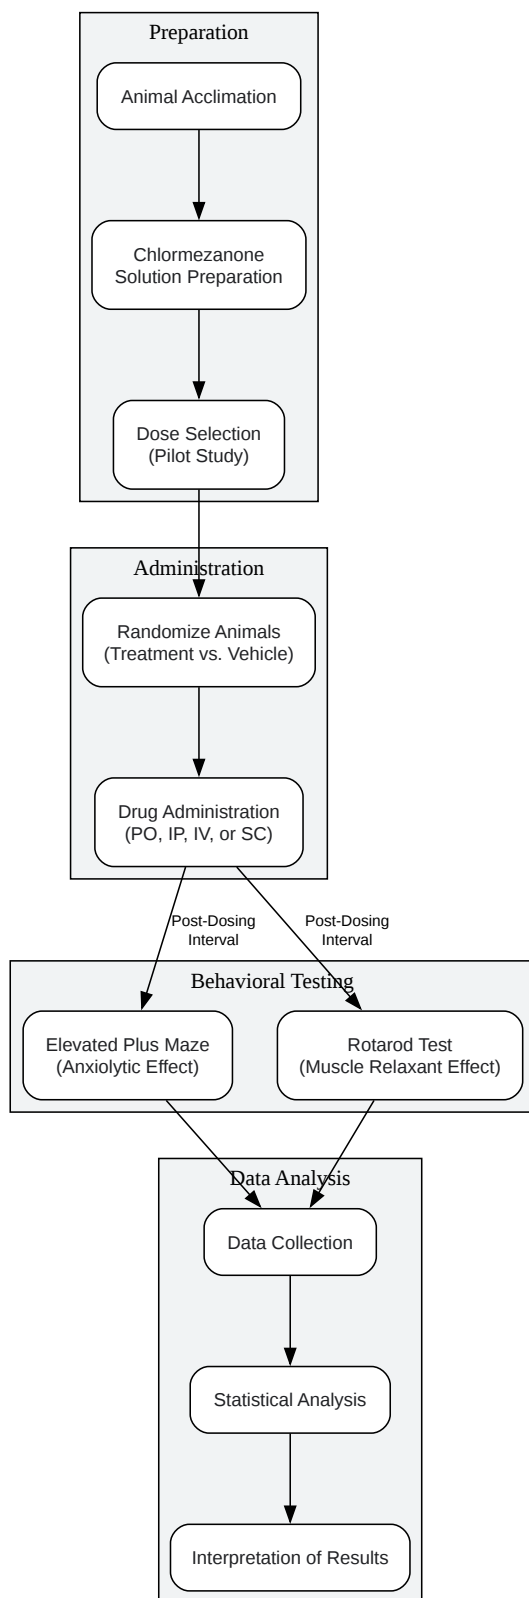 Preparation
Animal Acclimation
Chlormezanone
Solution Preparation
Dose Selection
(Pilot Study)
Administration
Randomize Animals
(Treatment vs. Vehicle)
Drug Administration
(PO, IP, IV, or SC)
Post-Dosing
Interval
Post-Dosing
Interval
Behavioral Testing
Elevated Plus Maze
(Anxiolytic Effect)
Rotarod Test
(Muscle Relaxant Effect)
Data Analysis
Data Collection
Statistical Analysis
Interpretation of Results